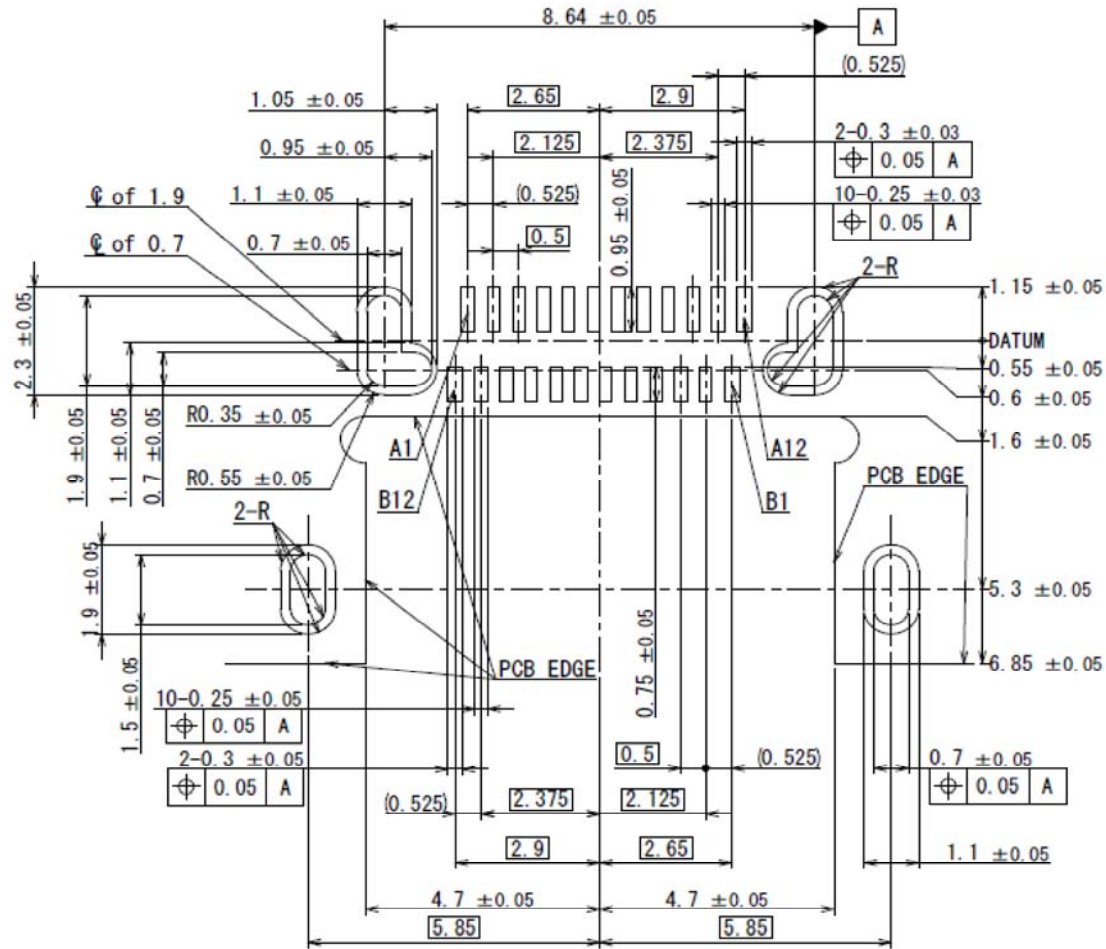 8.64 ±0.05
A
(0.525)
1.05 ±0.05
2.65
2.9
0.95 ±0.05
2.125
2.375
2-0.3 ±0.03
⌖ 0.05 A
℄ of 1.9
1.1 ±0.05
(0.525)
0.95 ±0.05
10-0.25 ±0.03
⌖ 0.05 A
℄ of 0.7
0.7 ±0.05
0.5
2-R
1.15 ±0.05
2.3 ±0.05
DATUM
0.55 ±0.05
0.6 ±0.05
R0.35 ±0.05
1.9 ±0.05
1.1 ±0.05
0.7 ±0.05
A1
A12
1.6 ±0.05
R0.55 ±0.05
B12
B1
PCB EDGE
2-R
1.9 ±0.05
5.3 ±0.05
1.5 ±0.05
PCB EDGE
0.75 ±0.05
6.85 ±0.05
10-0.25 ±0.05
⌖ 0.05 A
2-0.3 ±0.05
⌖ 0.05 A
0.5
(0.525)
0.7 ±0.05
⌖ 0.05 A
(0.525)
2.375
2.125
2.9
2.65
1.1 ±0.05
4.7 ±0.05
4.7 ±0.05
5.85
5.85